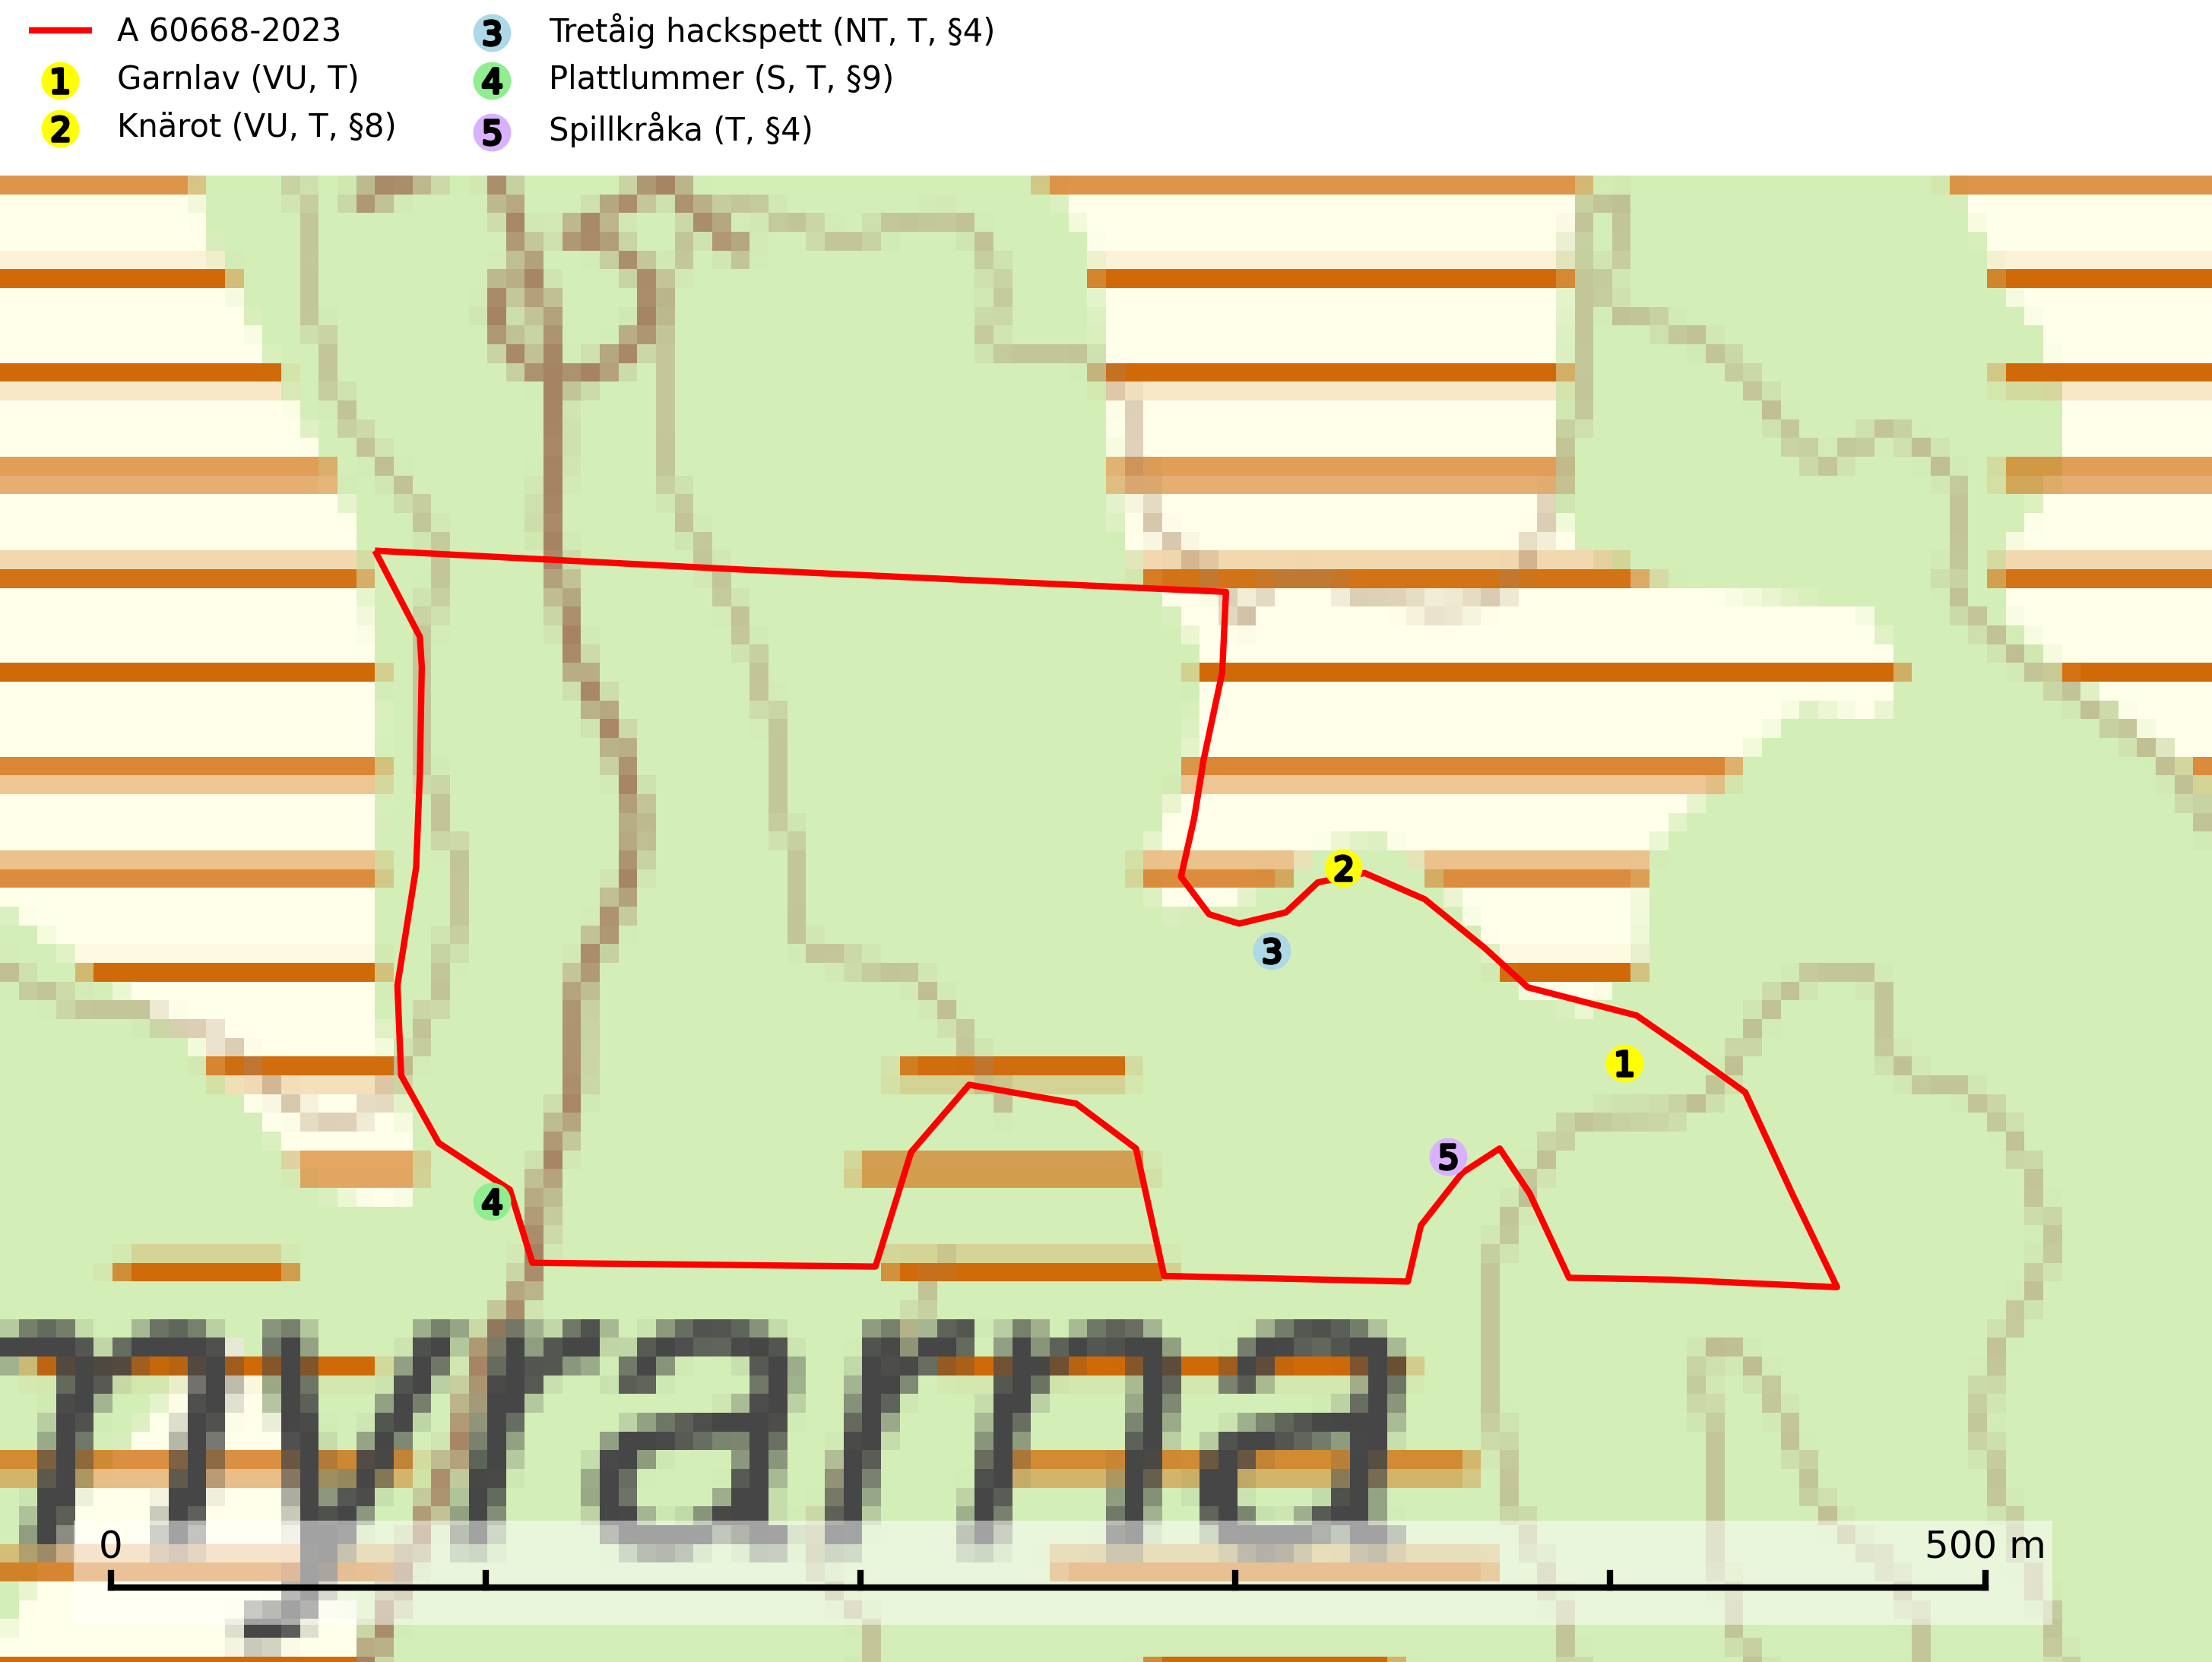 A 60668-2023
1 Garnlav (VU, T)
2 Knärot (VU, T, §8)
3 Tretåig hackspett (NT, T, §4)
4 Plattlummer (S, T, §9)
5 Spillkråka (T, §4)
2
3
1
5
4
myrarna
0 500 m